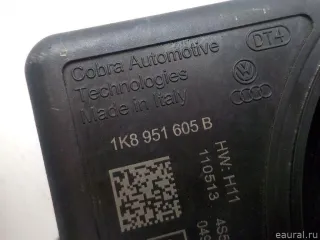 Cobra Automotive
Technologies
Made in Italy
DT4
1K8 951 605 B
HW: H11
110513
eaural.ru